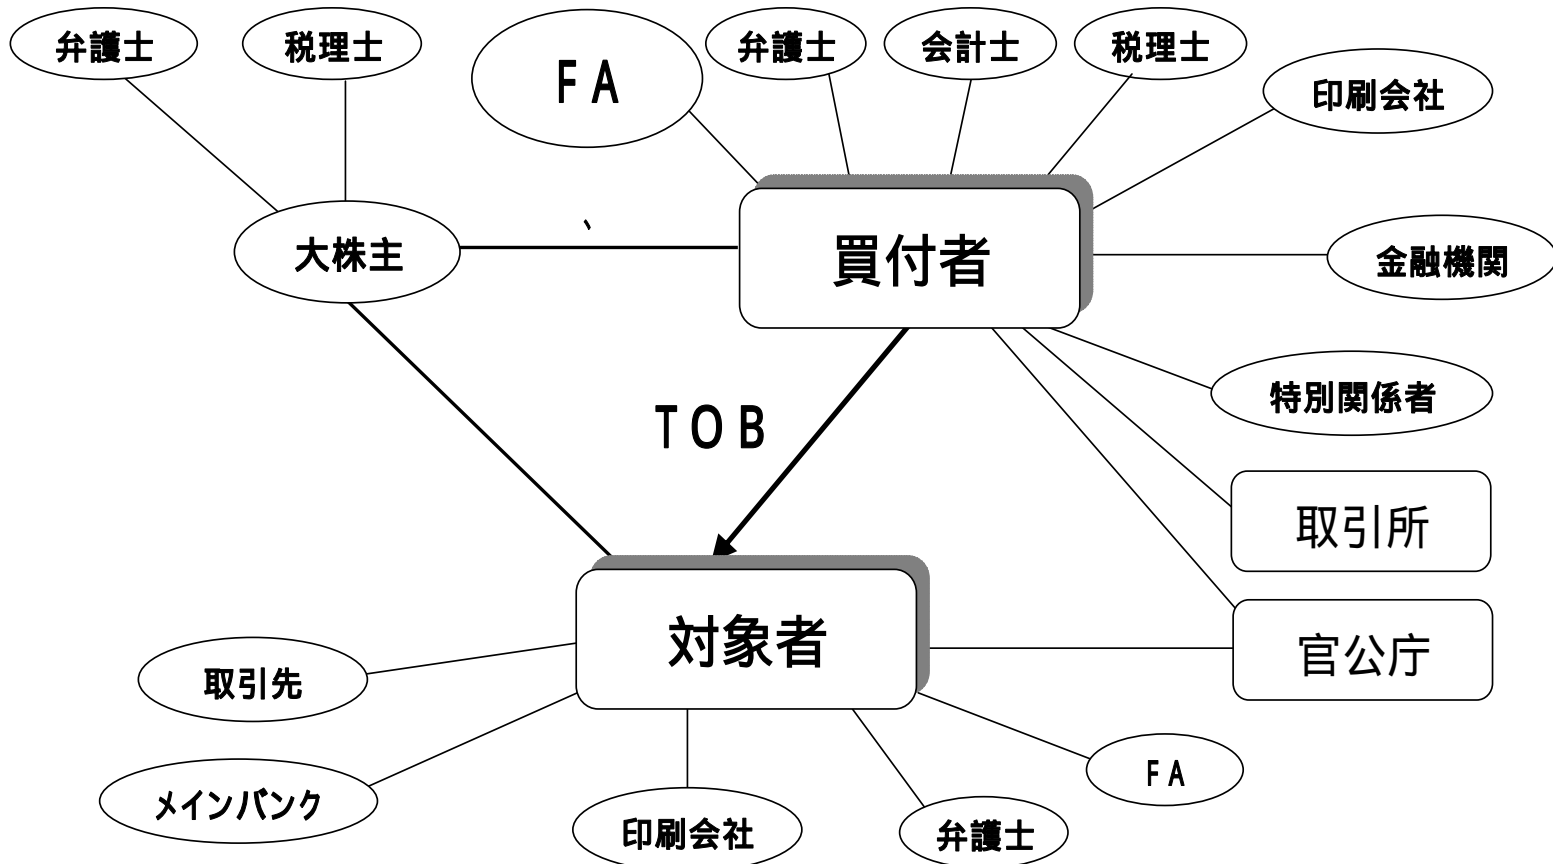 弁護士
税理士
ＦＡ
弁護士
会計士
税理士
印刷会社
大株主
、
買付者
金融機関
特別関係者
ＴＯＢ
取引所
対象者
官公庁
取引先
メインバンク
印刷会社
弁護士
ＦＡ